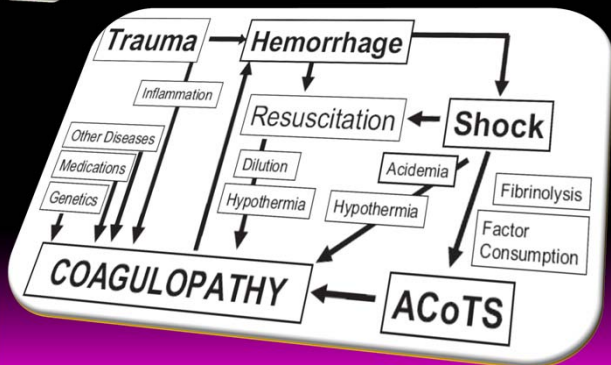 Trauma
Hemorrhage
Inflammation
Resuscitation
Shock
Other Diseases
Medications
Genetics
Dilution
Hypothermia
Acidemia
Hypothermia
Fibrinolysis
Factor
Consumption
COAGULOPATHY
ACoTS